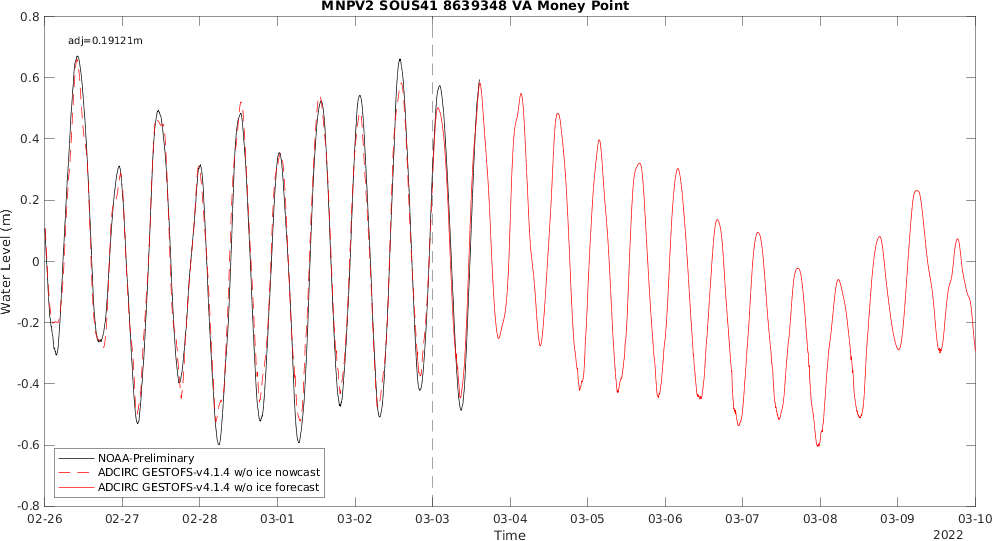 MNPV2 SOUS41 8639348 VA Money Point
adj=0.19121m
0.8
0.6
0.4
0.2
0
-0.2
-0.4
-0.6
-0.8
Water Level (m)
NOAA-Preliminary
ADCIRC GESTOFS-v4.1.4 w/o ice nowcast
ADCIRC GESTOFS-v4.1.4 w/o ice forecast
02-26 02-27 02-28 03-01 03-02 03-03 03-04 03-05 03-06 03-07 03-08 03-09 03-10
Time
2022